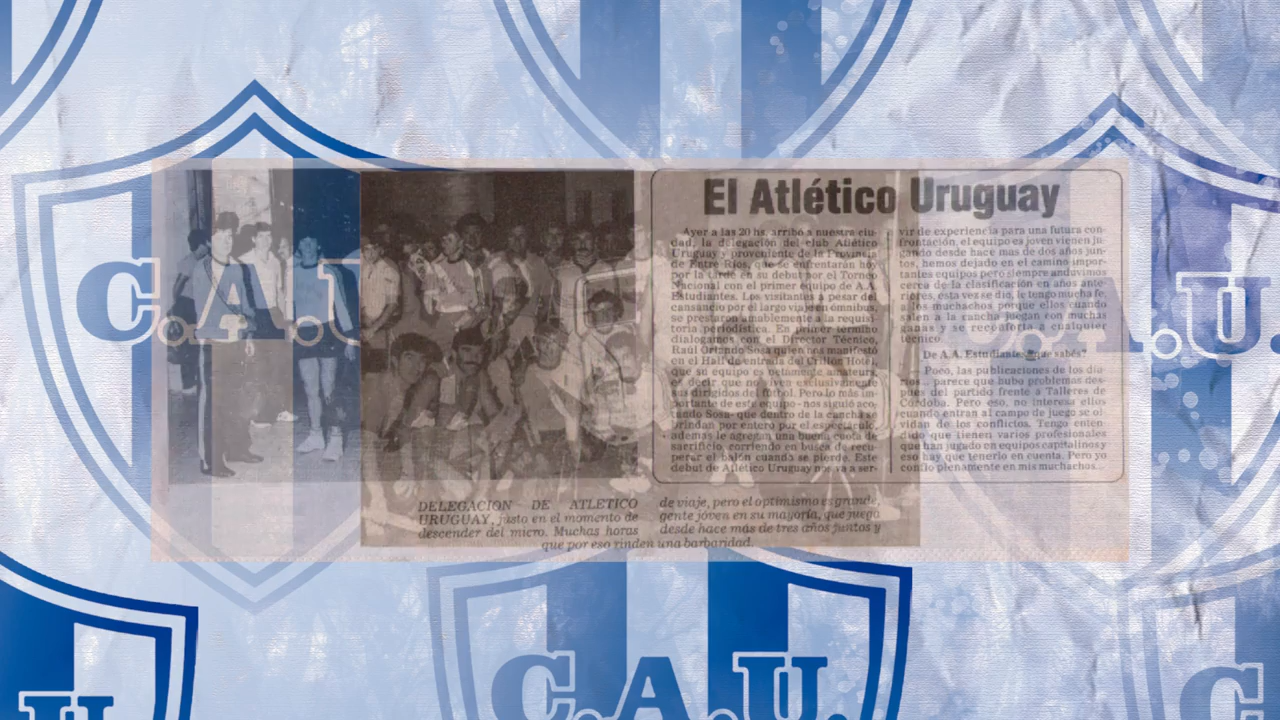 C.A.U
El Atlético Uruguay
Ayer a las 20 hs. arribó a nuestra ciu-
dad, la delegación del club Atlético
Uruguay y proveniente de la Provincia
de Entre Ríos, que se enfrentarán hoy
por la tarde en su debut por el Torneo
Nacional con el primer equipo de A.A.
Estudiantes. Los visitantes a pesar del
cansancio por el largo viaje en ómnibus,
se prestaron amablemente a la requi-
toria periodística. En primer término
dialogamos con el Director Técnico,
Raúl Orlando Sosa quien nos manifestó
en el Hall de entrada del Crillon Hotel,
que su equipo es netamente amateur,
es decir que no exclusivamente
sus dirigidos del fútbol. Pero lo más im-
portante de este equipo -nos siguió aco-
tando Sosa- que dentro de la cancha se
brindan por entero por el espectáculo,
además le agregan una buena cuota de
sacrificio corriendo en busca de recu-
perar el balón cuando se pierde. Este
debut de Atlético Uruguay nos va a ser-
vir de experiencia para una futura con-
frontación, el equipo es joven vienen ju-
gando desde hace más de dos años jun-
tos, hemos dejado en el camino impor-
tantes equipos pero siempre anduvimos
cerca de la clasificación en años ante-
riores, esta vez se dio, le tengo mucha fe
a los muchachos porque ellos cuando
salen a la cancha juegan con muchas
ganas y se respeta a cualquier
técnico.
De A.A. Estudiantes, ¿que sabés?
Poco, las publicaciones de los dia-
rios parece que hubo problemas des-
pués del partido frente a Talleres de
Córdoba. Pero eso, no interesa ellos
cuando entran al campo de juego se ol-
vidan de los conflictos. Tengo enten-
dido que tienen varios profesionales
que han jugado en equipos capitalinos y
hay que tenerlo en cuenta. Pero yo
confío plenamente en mis muchachos...
DELEGACION DE ATLETICO
URUGUAY, justo en el momento de
descender del micro. Muchas horas
de viaje, pero el optimismo es grande,
gente jóven en su mayoría, que juega
desde hace más de tres años juntos y
que por eso rinden una barbaridad.
.A.U.
U.
C.A.U.
C